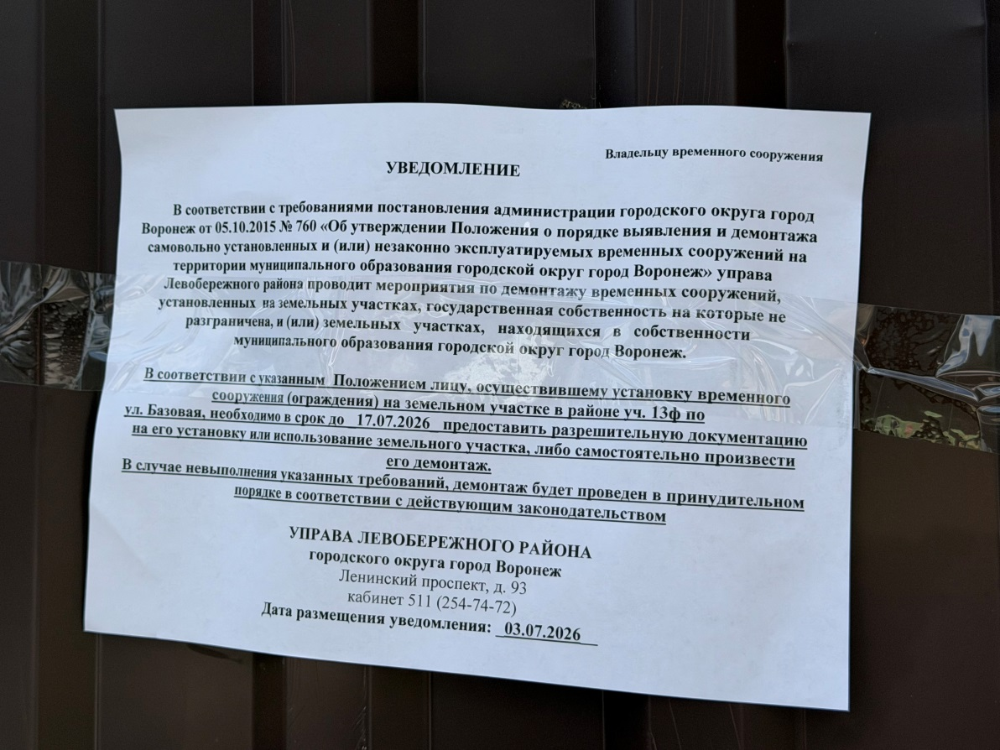 Владельцу временного сооружения
УВЕДОМЛЕНИЕ
В соответствии с требованиями постановления администрации городского округа город
Воронеж от 05.10.2015 № 760 «Об утверждении Положения о порядке выявления и демонтажа
самовольно установленных и (или) незаконно эксплуатируемых временных сооружений на
территории муниципального образования городской округ город Воронеж» управа
Левобережного района проводит мероприятия по демонтажу временных сооружений,
установленных на земельных участках, государственная собственность на которые не
разграничена, и (или) земельных участках, находящихся в собственности
муниципального образования городской округ город Воронеж.
В соответствии с указанным Положением лицу, осуществившему установку временного
сооружения (ограждения) на земельном участке в районе уч. 13ф по
ул. Базовая, необходимо в срок до 17.07.2026 предоставить разрешительную документацию
на его установку или использование земельного участка, либо самостоятельно произвести
его демонтаж.
В случае невыполнения указанных требований, демонтаж будет проведен в принудительном
порядке в соответствии с действующим законодательством
УПРАВА ЛЕВОБЕРЕЖНОГО РАЙОНА
городского округа город Воронеж
Ленинский проспект, д. 93
кабинет 511 (254-74-72)
Дата размещения уведомления: _03.07.2026__